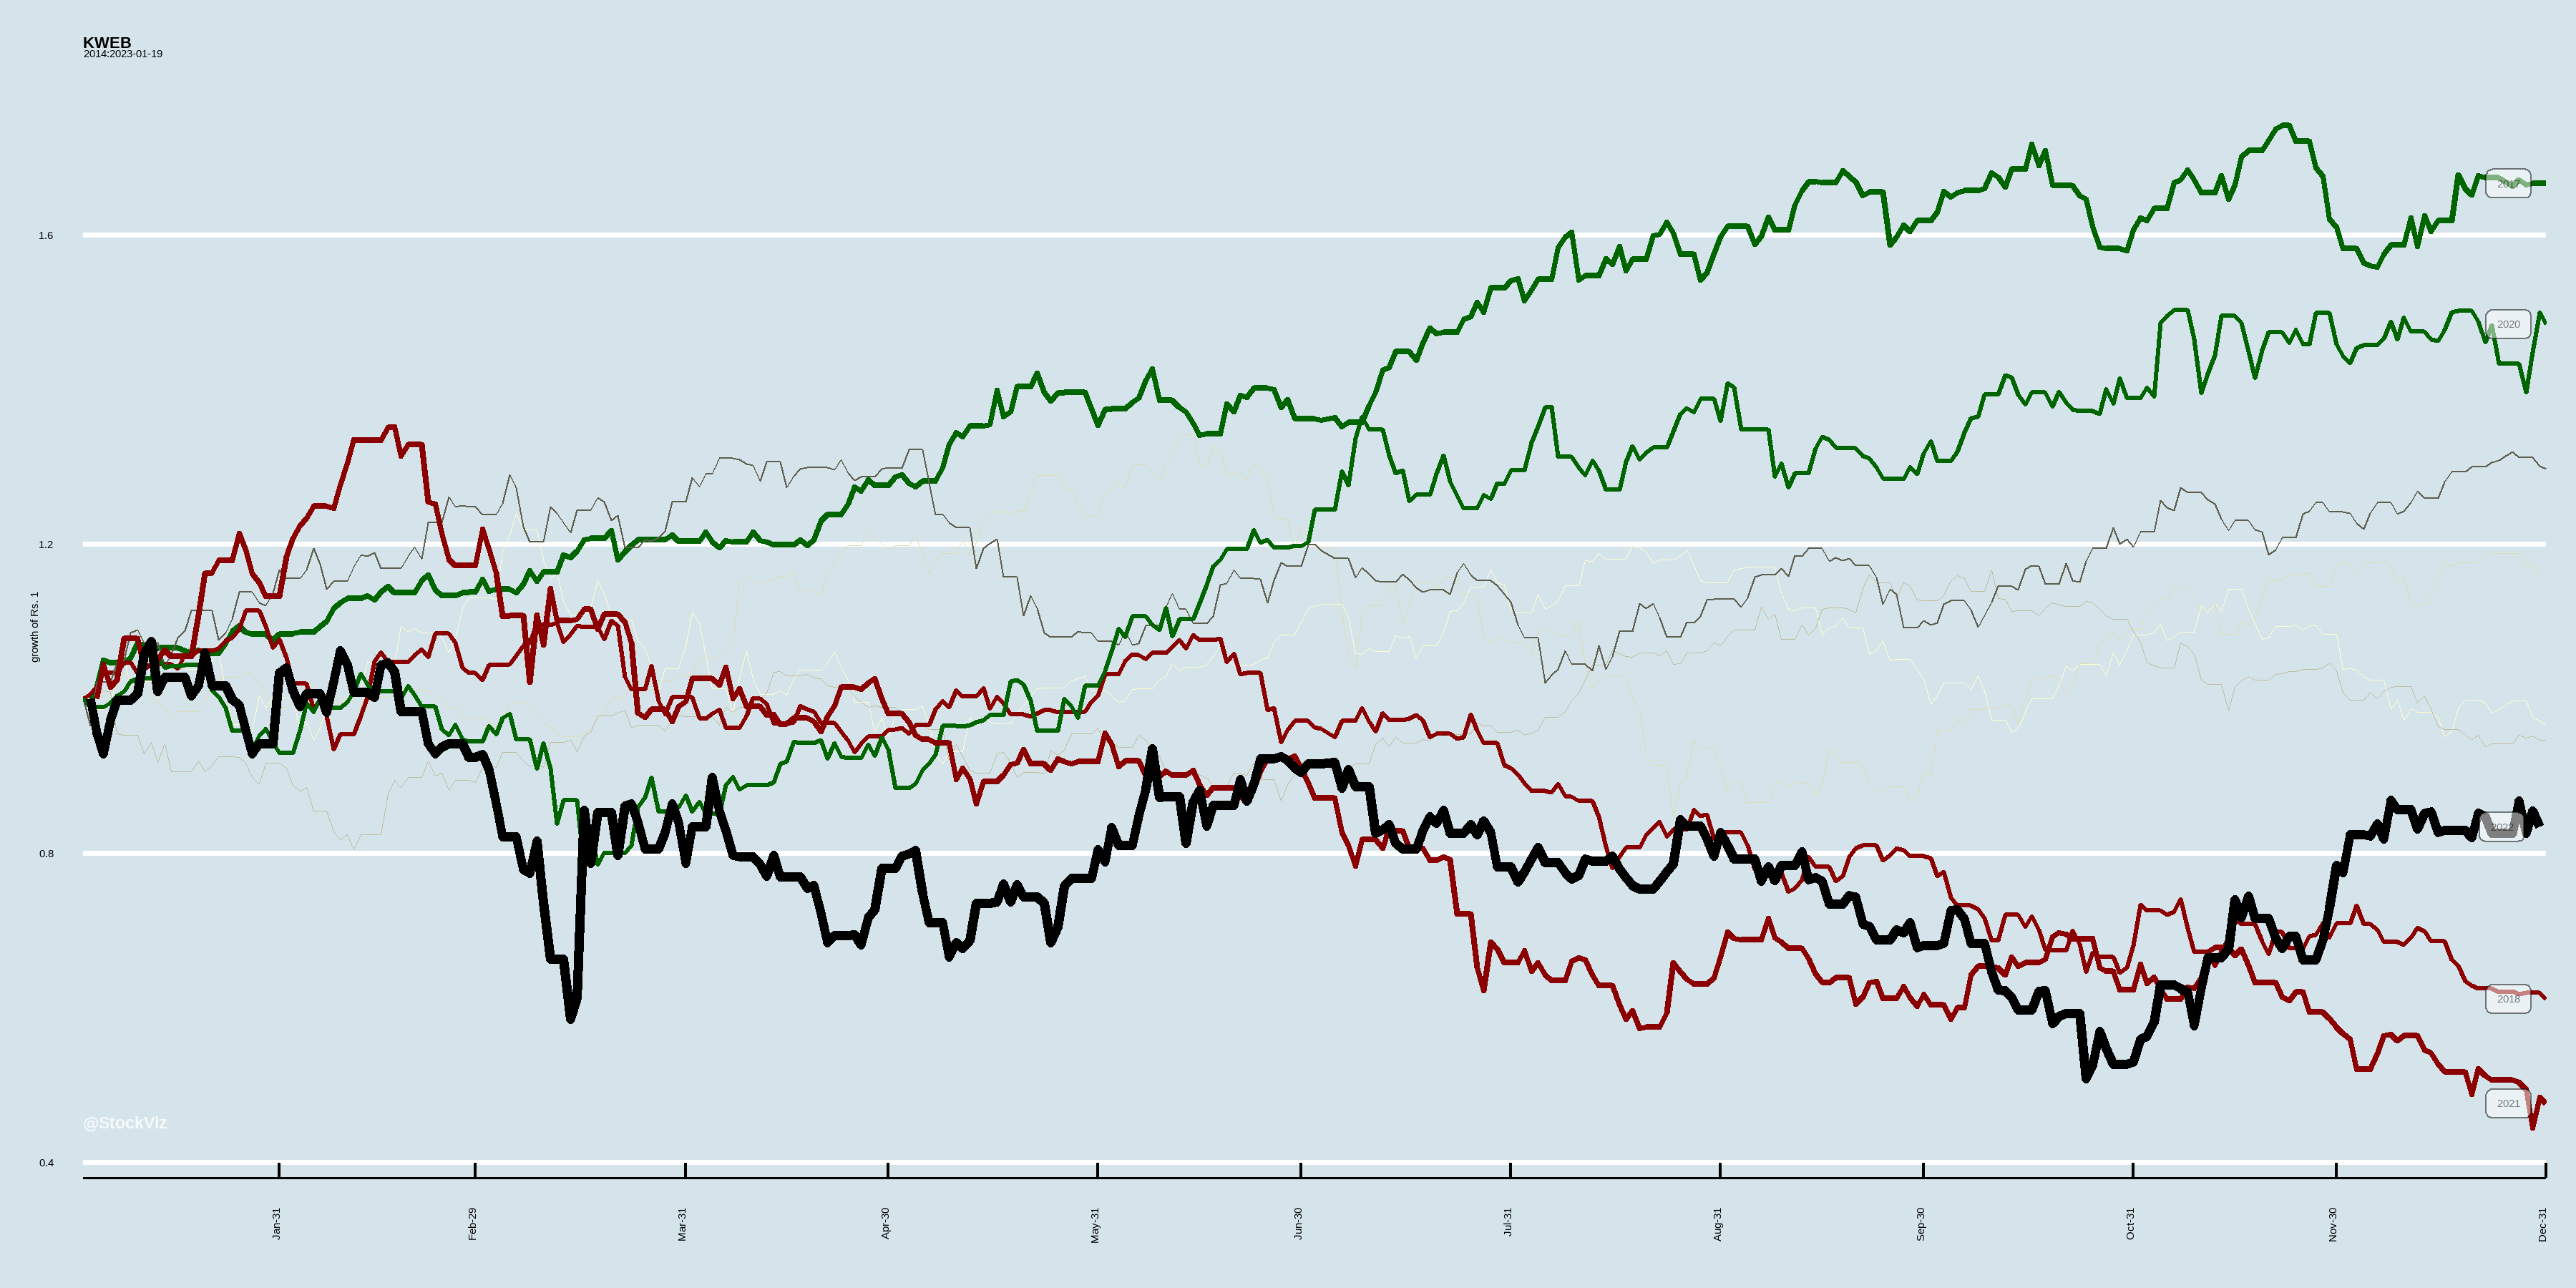 KWEB
2014:2023-01-19
2017
1.6
2020
1.2
growth of Rs. 1
2022
0.8
2018
2021
@StockViz
0.4
Jan-31
Feb-29
Mar-31
Apr-30
May-31
Jun-30
Jul-31
Aug-31
Sep-30
Oct-31
Nov-30
Dec-31